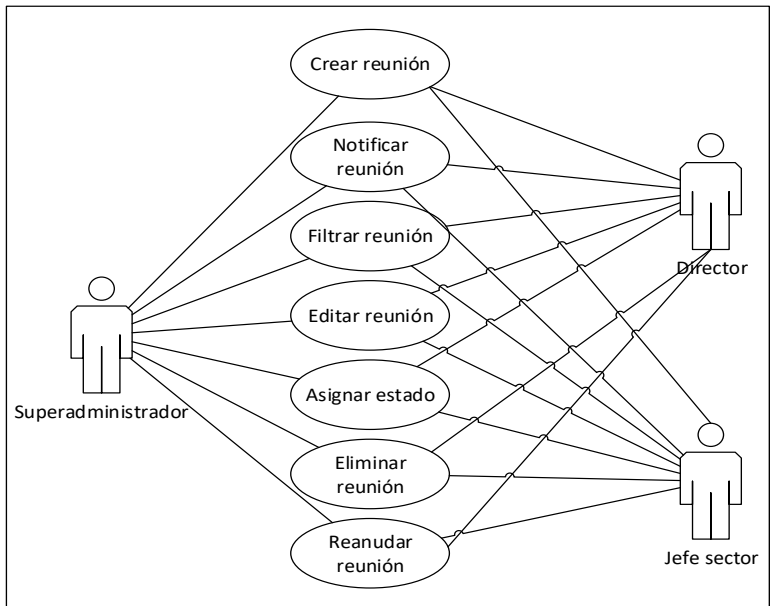 Crear reunión
Notificar
reunión
Filtrar reunión
Director
Editar reunión
Superadministrador
Asignar estado
Eliminar
reunión
Reanudar
reunión
Jefe sector